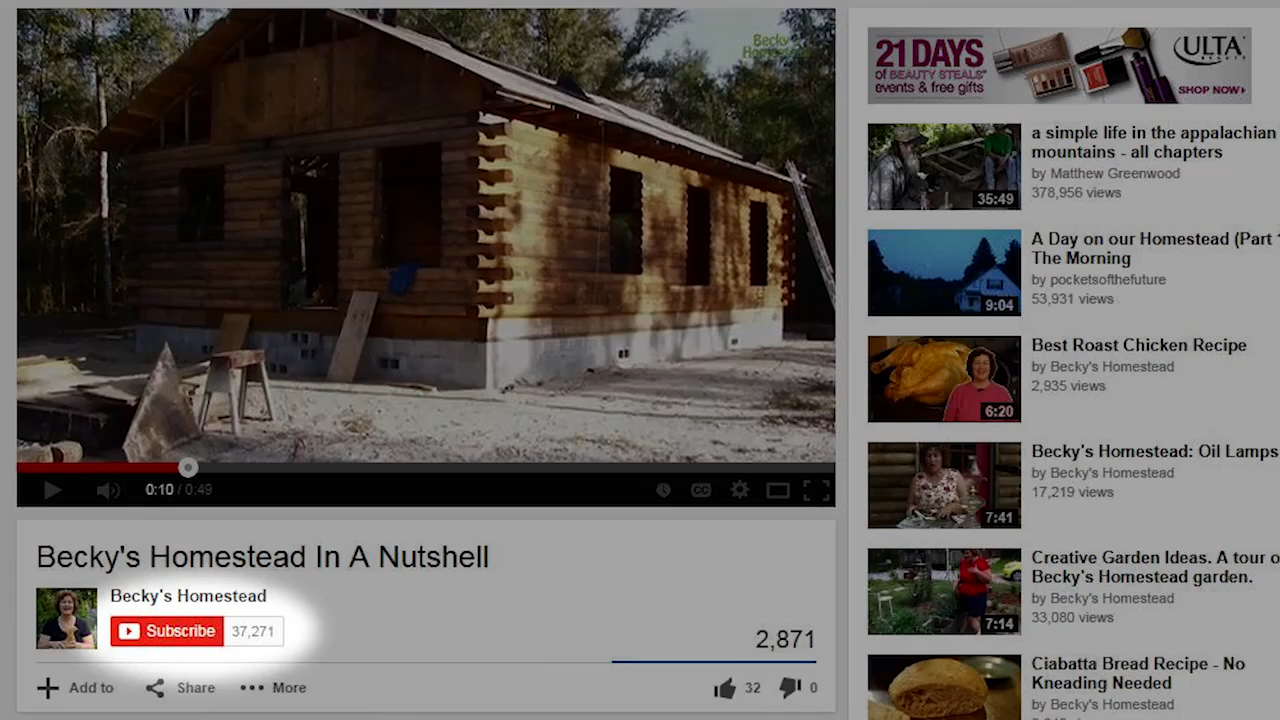 Becky's
Homestead
0:10 / 0:49
CC
Becky's Homestead In A Nutshell
Becky's Homestead
Subscribe 37,271
2,871
Add to Share More
32 0
21 DAYS
of BEAUTY STEALS
events & free gifts
ULTA
BEAUTY
SHOP NOW
a simple life in the appalachian
mountains - all chapters
by Matthew Greenwood
378,956 views
35:49
A Day on our Homestead (Part
The Morning
by pocketsofthefuture
53,931 views
9:04
Best Roast Chicken Recipe
by Becky's Homestead
2,935 views
6:20
Becky's Homestead: Oil Lamps
by Becky's Homestead
17,219 views
7:41
Creative Garden Ideas. A tour o
Becky's Homestead garden.
by Becky's Homestead
33,080 views
7:14
Ciabatta Bread Recipe - No
Kneading Needed
by Becky's Homestead